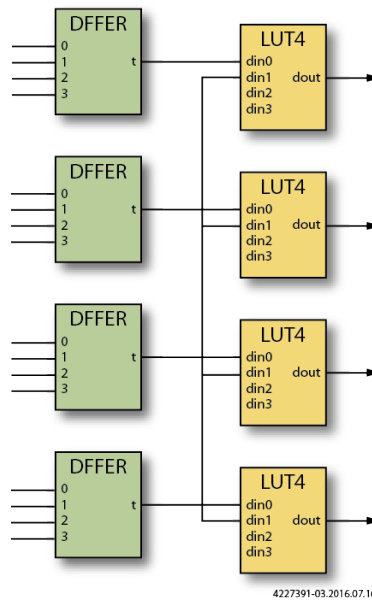 DFFER
0
1
2
3
t
LUT4
din0
din1
din2
din3
dout
DFFER
0
1
2
3
t
LUT4
din0
din1
din2
din3
dout
DFFER
0
1
2
3
t
LUT4
din0
din1
din2
din3
dout
DFFER
0
1
2
3
t
LUT4
din0
din1
din2
din3
dout
4227391-03.2016.07.16